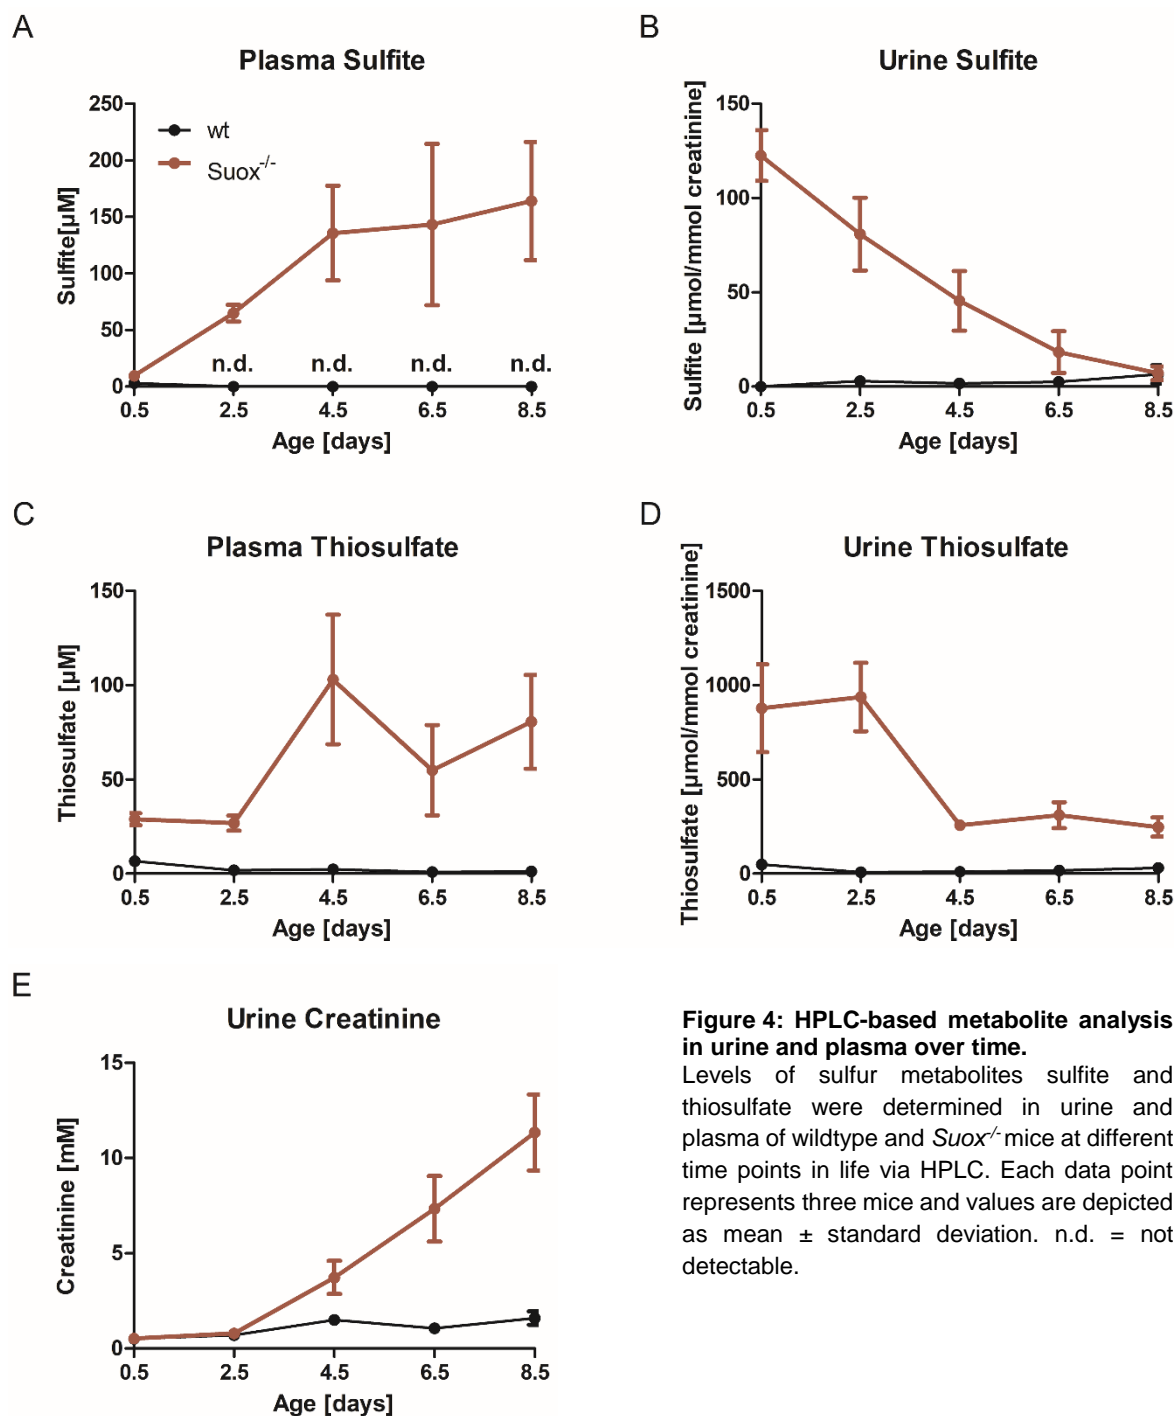 A
Plasma Sulfite
Sulfite[µM]
250
200
150
100
50
0
wt
Suox-/-
n.d. n.d. n.d. n.d.
0.5 2.5 4.5 6.5 8.5
Age [days]
B
Urine Sulfite
Sulfite [µmol/mmol creatinine]
150
100
50
0
0.5 2.5 4.5 6.5 8.5
Age [days]
C
Plasma Thiosulfate
Thiosulfate [µM]
150
100
50
0
0.5 2.5 4.5 6.5 8.5
Age [days]
D
Urine Thiosulfate
Thiosulfate [µmol/mmol creatinine]
1500
1000
500
0
0.5 2.5 4.5 6.5 8.5
Age [days]
E
Urine Creatinine
Creatinine [mM]
15
10
5
0
0.5 2.5 4.5 6.5 8.5
Age [days]
Figure 4: HPLC-based metabolite analysis
in urine and plasma over time.
Levels of sulfur metabolites sulfite and
thiosulfate were determined in urine and
plasma of wildtype and Suox-/- mice at different
time points in life via HPLC. Each data point
represents three mice and values are depicted
as mean ± standard deviation. n.d. = not
detectable.